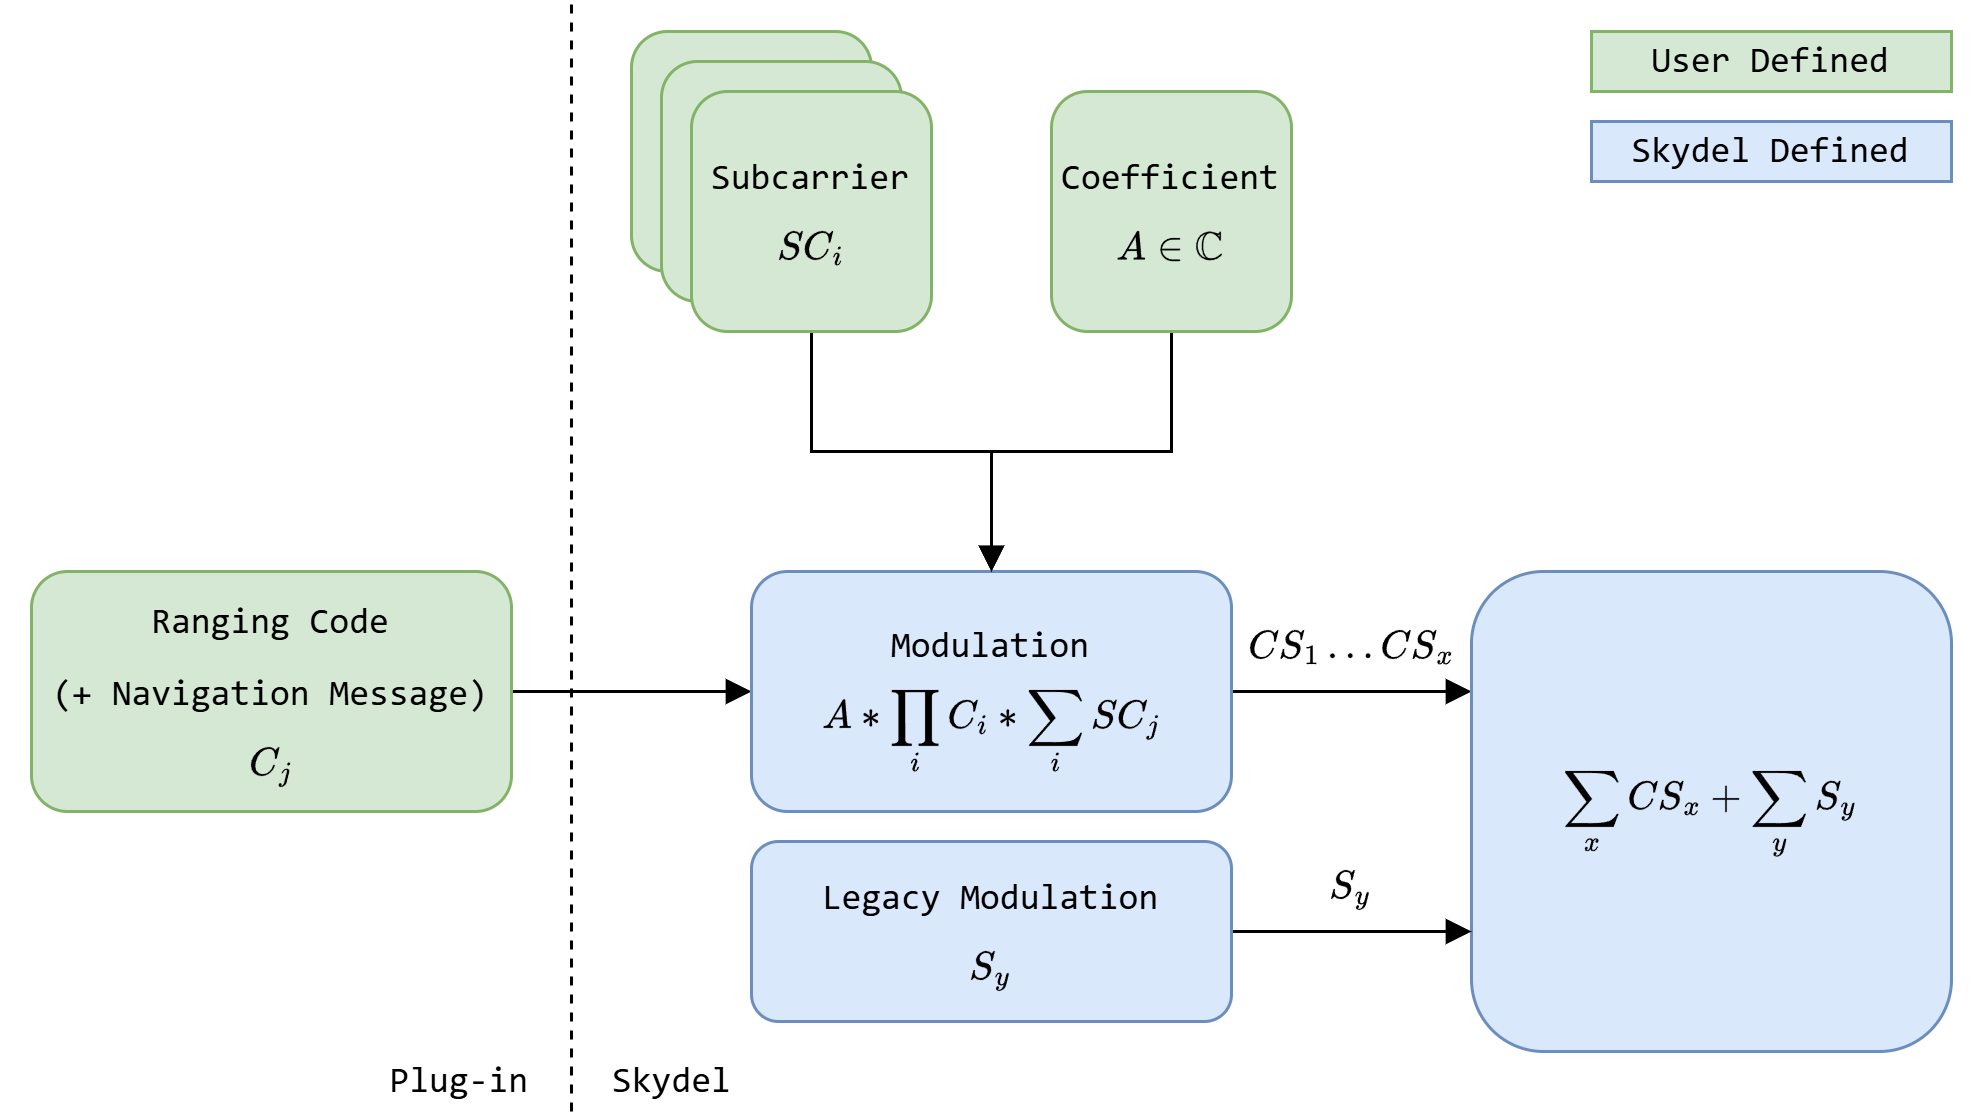 User Defined
Skydel Defined
Subcarrier
$SC_i$
Coefficient
$A \in \mathbb{C}$
Ranging Code
(+ Navigation Message)
$C_j$
Modulation
$A * \prod_i C_i * \sum_i SC_j$
$CS_1 \ldots CS_x$
Legacy Modulation
$S_y$
$S_y$
$\sum_x CS_x + \sum_y S_y$
Plug-in
Skydel